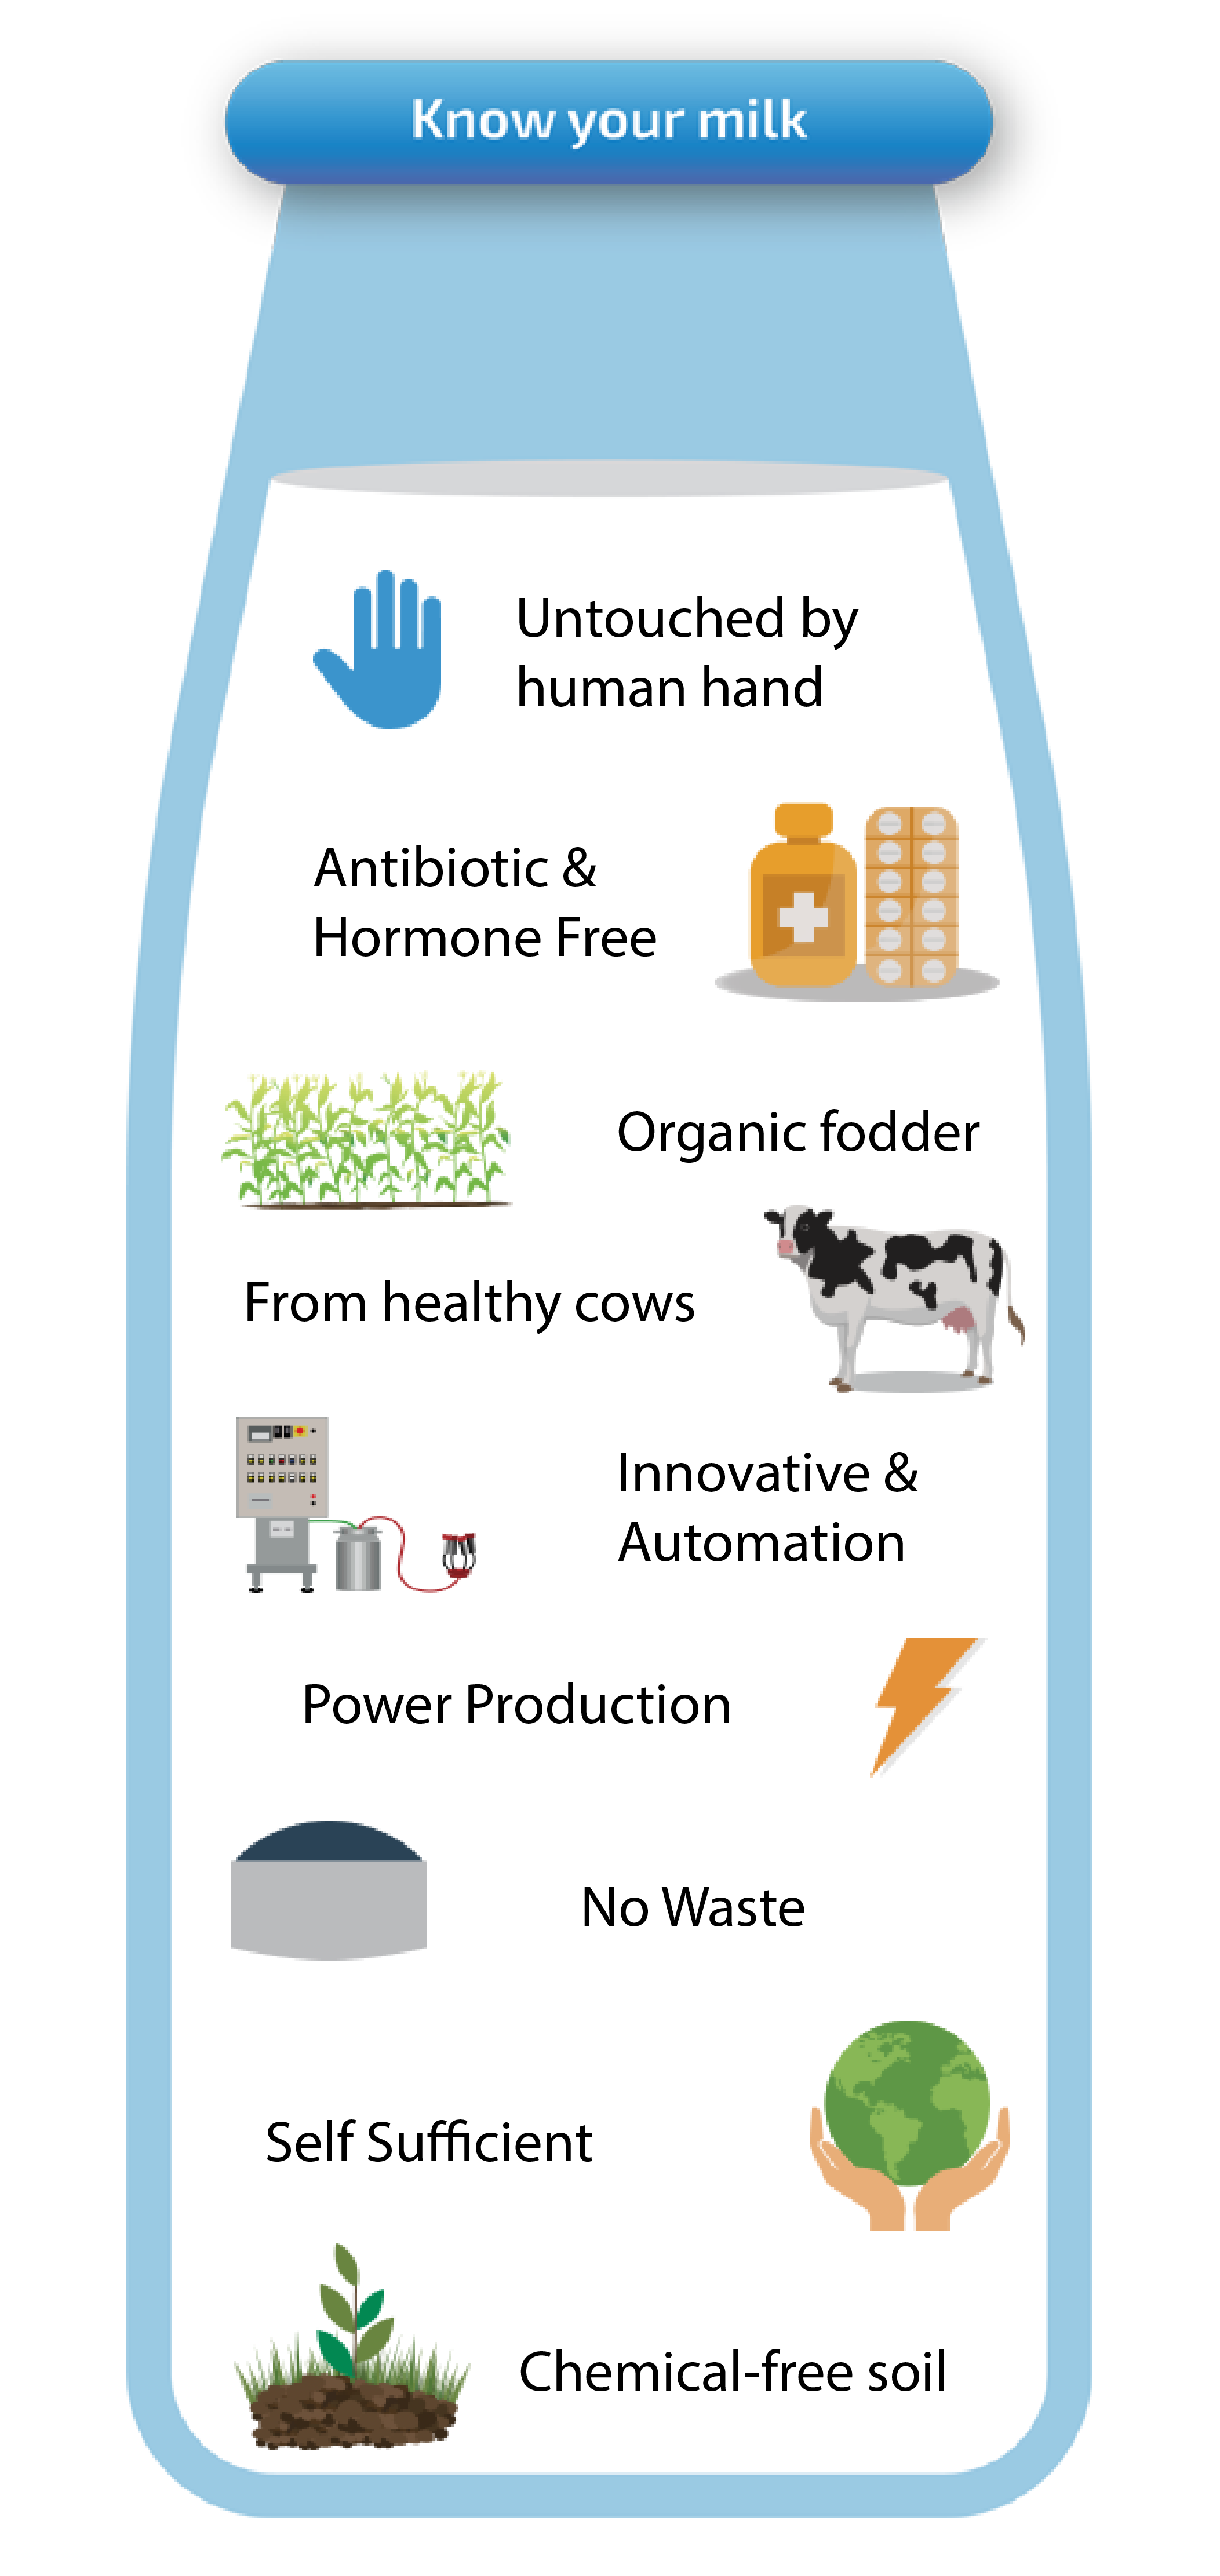 Know your milk
Untouched by
human hand
Antibiotic &
Hormone Free
Organic fodder
From healthy cows
Innovative &
Automation
Power Production
No Waste
Self Sufficient
Chemical-free soil